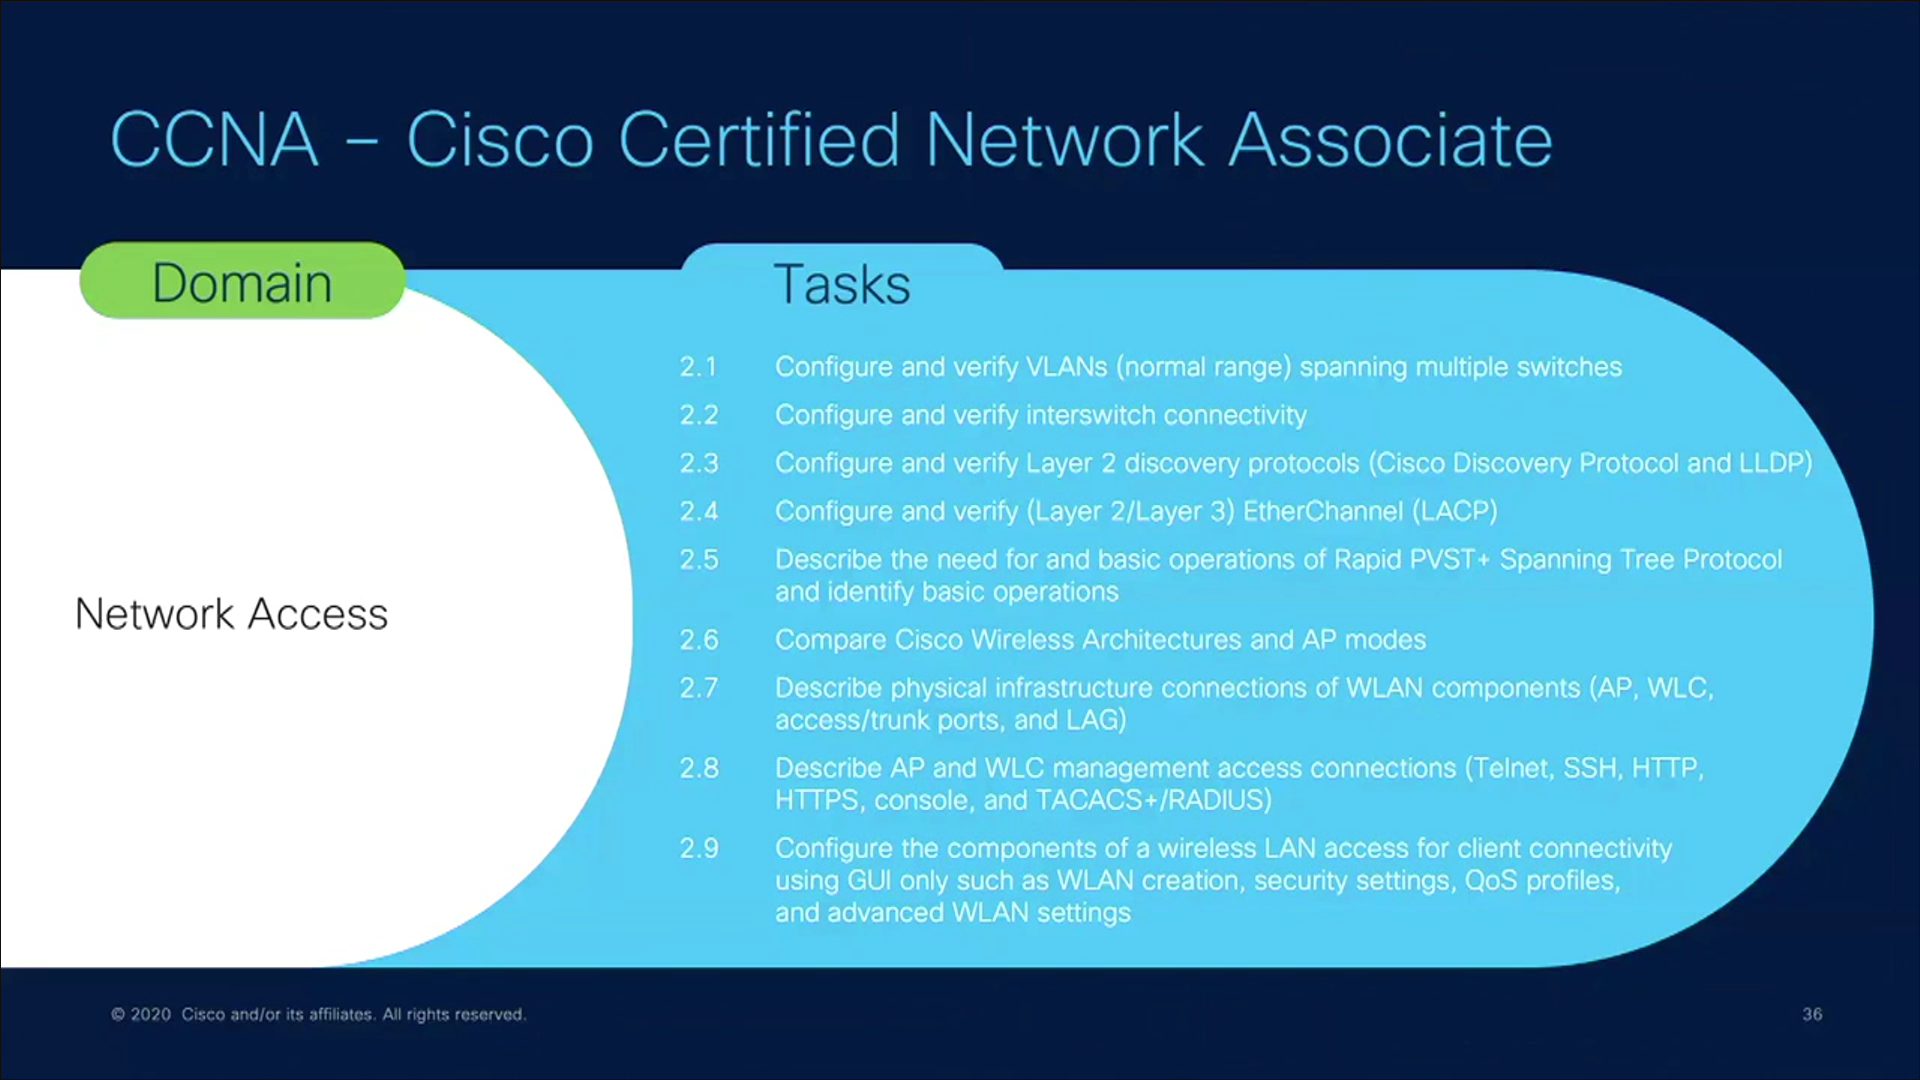 CCNA – Cisco Certified Network Associate
Domain
Tasks
Network Access
2.1 Configure and verify VLANs (normal range) spanning multiple switches
2.2 Configure and verify interswitch connectivity
2.3 Configure and verify Layer 2 discovery protocols (Cisco Discovery Protocol and LLDP)
2.4 Configure and verify (Layer 2/Layer 3) EtherChannel (LACP)
2.5 Describe the need for and basic operations of Rapid PVST+ Spanning Tree Protocol
and identify basic operations
2.6 Compare Cisco Wireless Architectures and AP modes
2.7 Describe physical infrastructure connections of WLAN components (AP, WLC,
access/trunk ports, and LAG)
2.8 Describe AP and WLC management access connections (Telnet, SSH, HTTP,
HTTPS, console, and TACACS+/RADIUS)
2.9 Configure the components of a wireless LAN access for client connectivity
using GUI only such as WLAN creation, security settings, QoS profiles,
and advanced WLAN settings
© 2020 Cisco and/or its affiliates. All rights reserved.
36